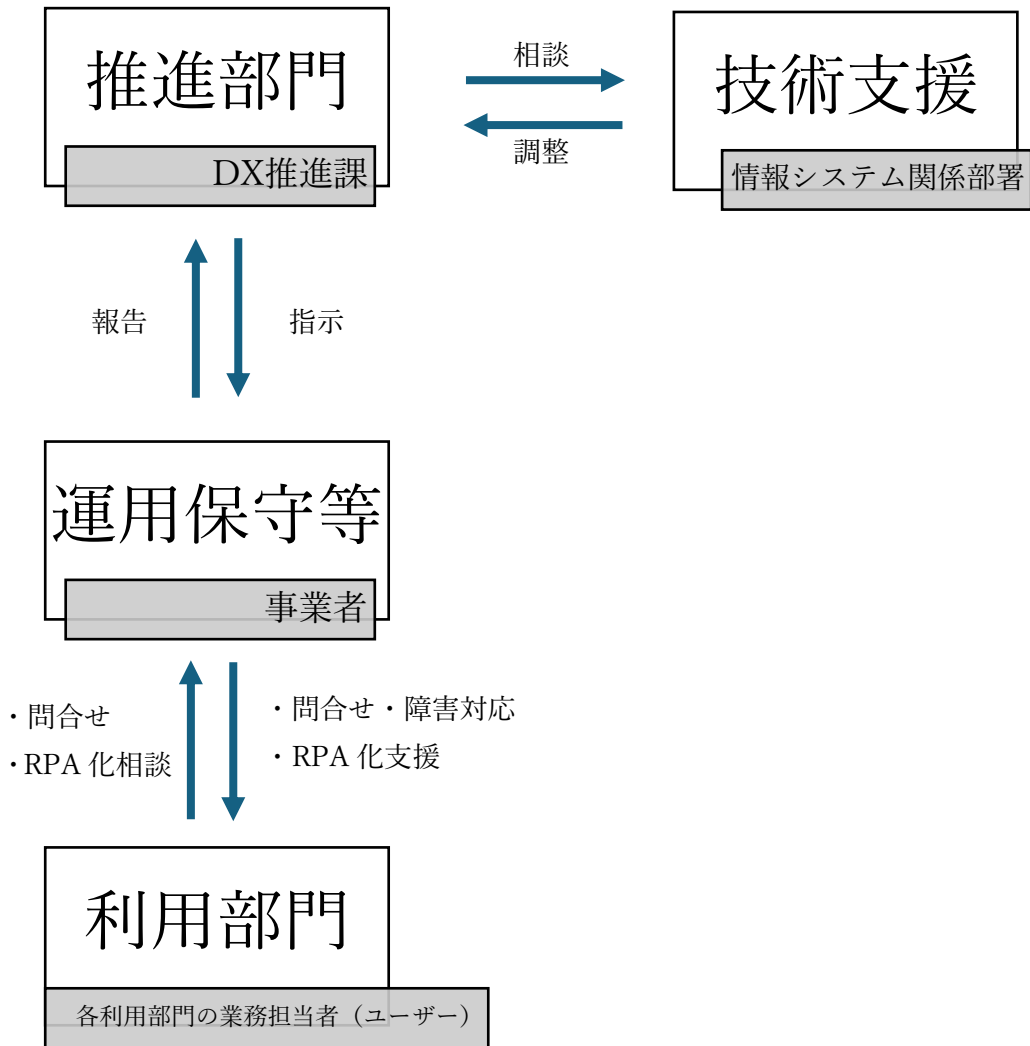 推進部門
DX推進課
相談
調整
技術支援
情報システム関係部署
報告
指示
運用保守等
事業者
・問合せ
・RPA 化相談
・問合せ・障害対応
・RPA 化支援
利用部門
各利用部門の業務担当者（ユーザー）